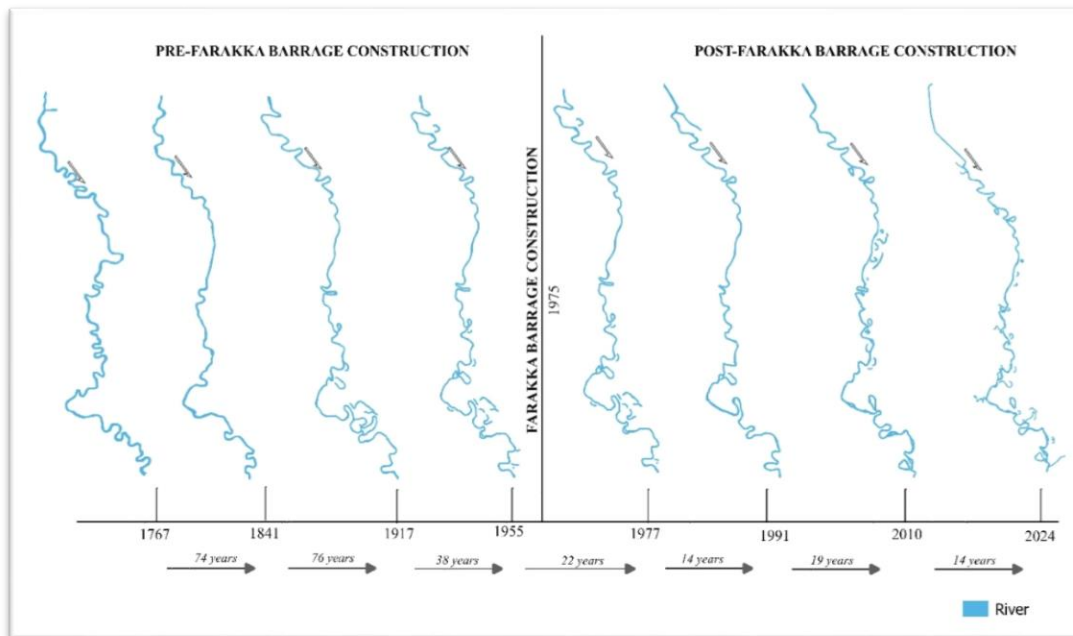 PRE-FARAKKA BARRAGE CONSTRUCTION
POST-FARAKKA BARRAGE CONSTRUCTION
FARAKKA BARRAGE CONSTRUCTION
1975
1767
1841
1917
1955
1977
1991
2010
2024
74 years
76 years
38 years
22 years
14 years
19 years
14 years
River